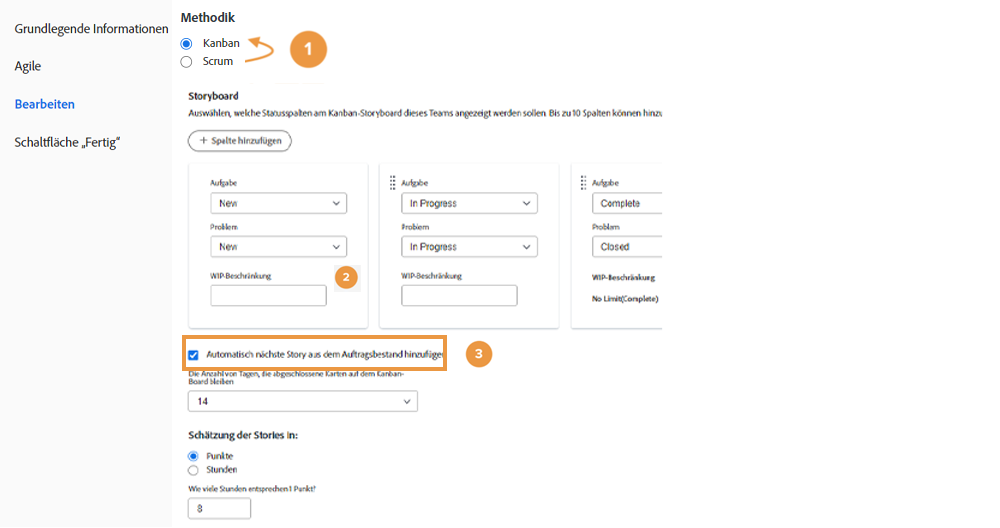 Grundlegende Informationen
Agile
Bearbeiten
Schaltfläche „Fertig“
Methodik
Kanban
Scrum
1
Storyboard
Auswählen, welche Statusspalten am Kanban-Storyboard dieses Teams angezeigt werden sollen. Bis zu 10 Spalten können hinzu
+ Spalte hinzufügen
Aufgabe
New
Problem
New
WIP-Beschränkung
2
Aufgabe
In Progress
Problem
In Progress
WIP-Beschränkung
Aufgabe
Complete
Problem
Closed
WIP-Beschränkung
No Limit(Complete)
Automatisch nächste Story aus dem Auftragsbestand hinzufügen
3
Die Anzahl von Tagen, die abgeschlossene Karten auf dem Kanban-
Board bleiben
14
Schätzung der Stories in:
Punkte
Stunden
Wie viele Stunden entsprechen 1 Punkt?
8